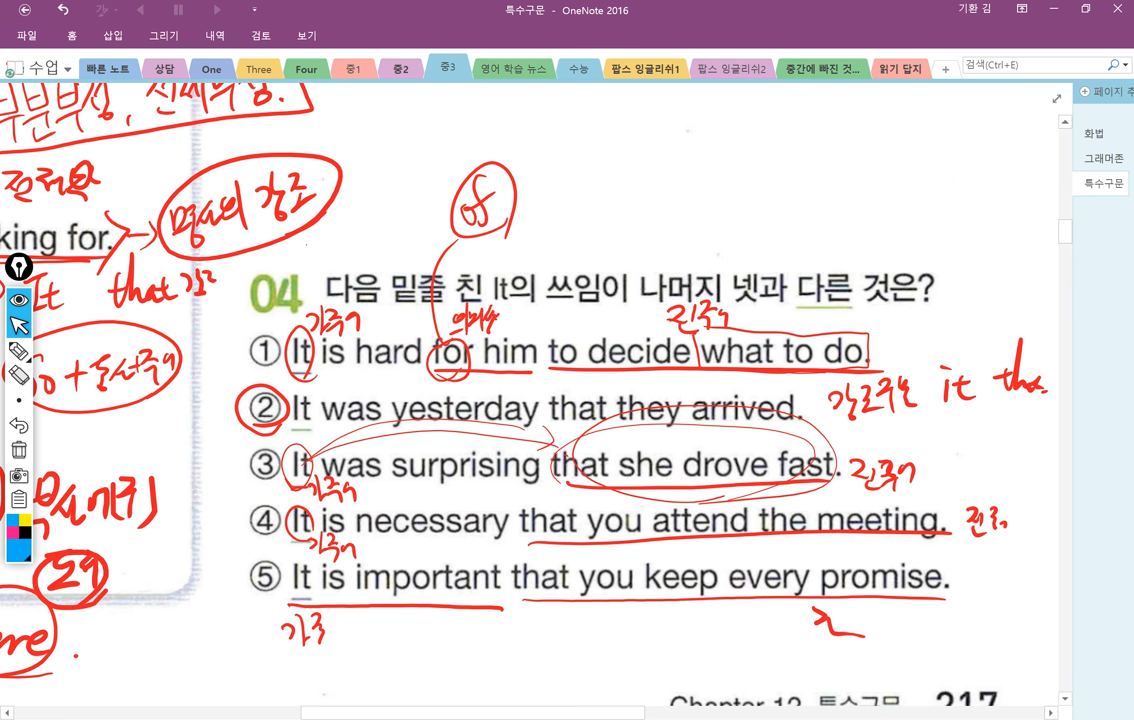 특수구문 - OneNote 2016
기환 김
파일 홈 삽입 그리기 내역 검토 보기
수업 빠른 노트 상담 One Three Four 중1 중2 중3 영어 학습 뉴스 수능 팝스 잉글리쉬1 팝스 잉글리쉬2 중간에 빠진 것... 읽기 답지 검색(Ctrl+E)
페이지 추
화법
그래머존
특수구문
king for.
명사의 강조
It that 강조
of
04 다음 밑줄 친 It의 쓰임이 나머지 넷과 다른 것은?
가주어 진주어
① It is hard for him to decide what to do.
강조구문 it tha
② It was yesterday that they arrived.
③ It was surprising that she drove fast. 진주어
가주어
④ It is necessary that you attend the meeting.
가주어
⑤ It is important that you keep every promise.
가주
Chapter 12 특수구문 217